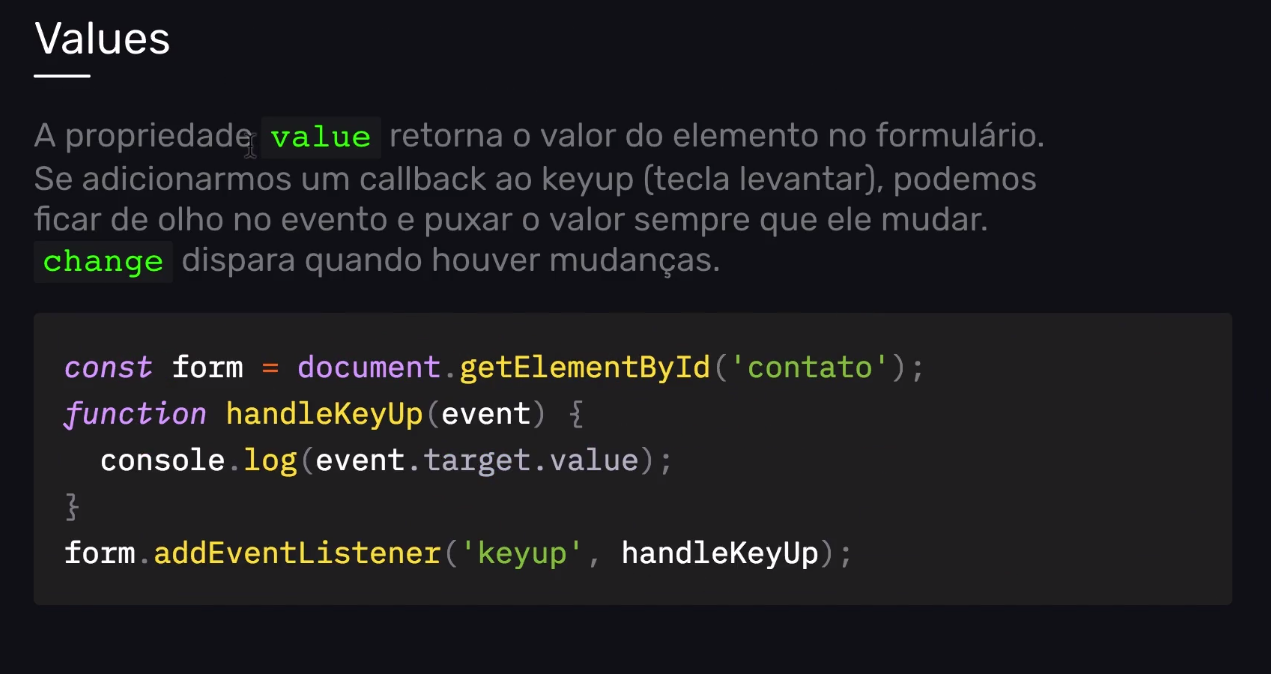 Values
A propriedade value retorna o valor do elemento no formulário.
Se adicionarmos um callback ao keyup (tecla levantar), podemos
ficar de olho no evento e puxar o valor sempre que ele mudar.
change dispara quando houver mudanças.
const form = document.getElementById('contato');
function handleKeyUp(event) {
  console.log(event.target.value);
}
form.addEventListener('keyup', handleKeyUp);